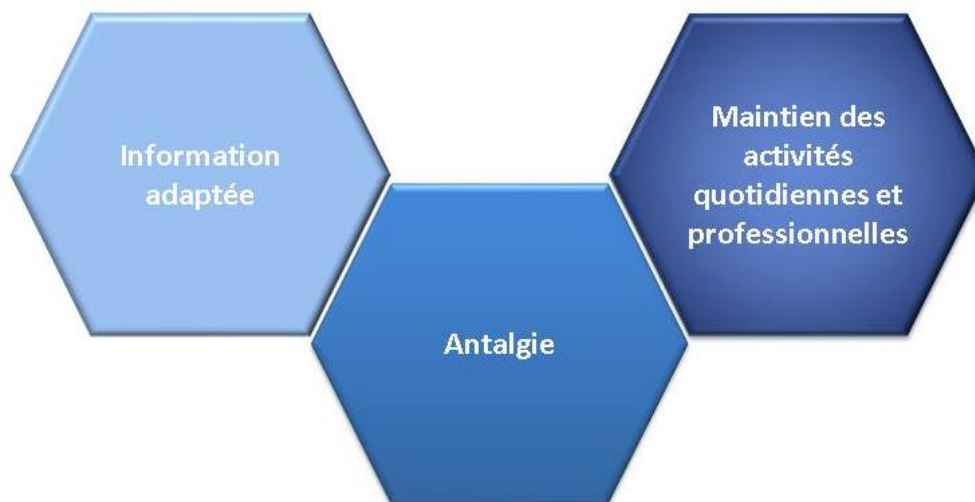 Information
adaptée
Antalgie
Maintien des
activités
quotidiennes et
professionnelles